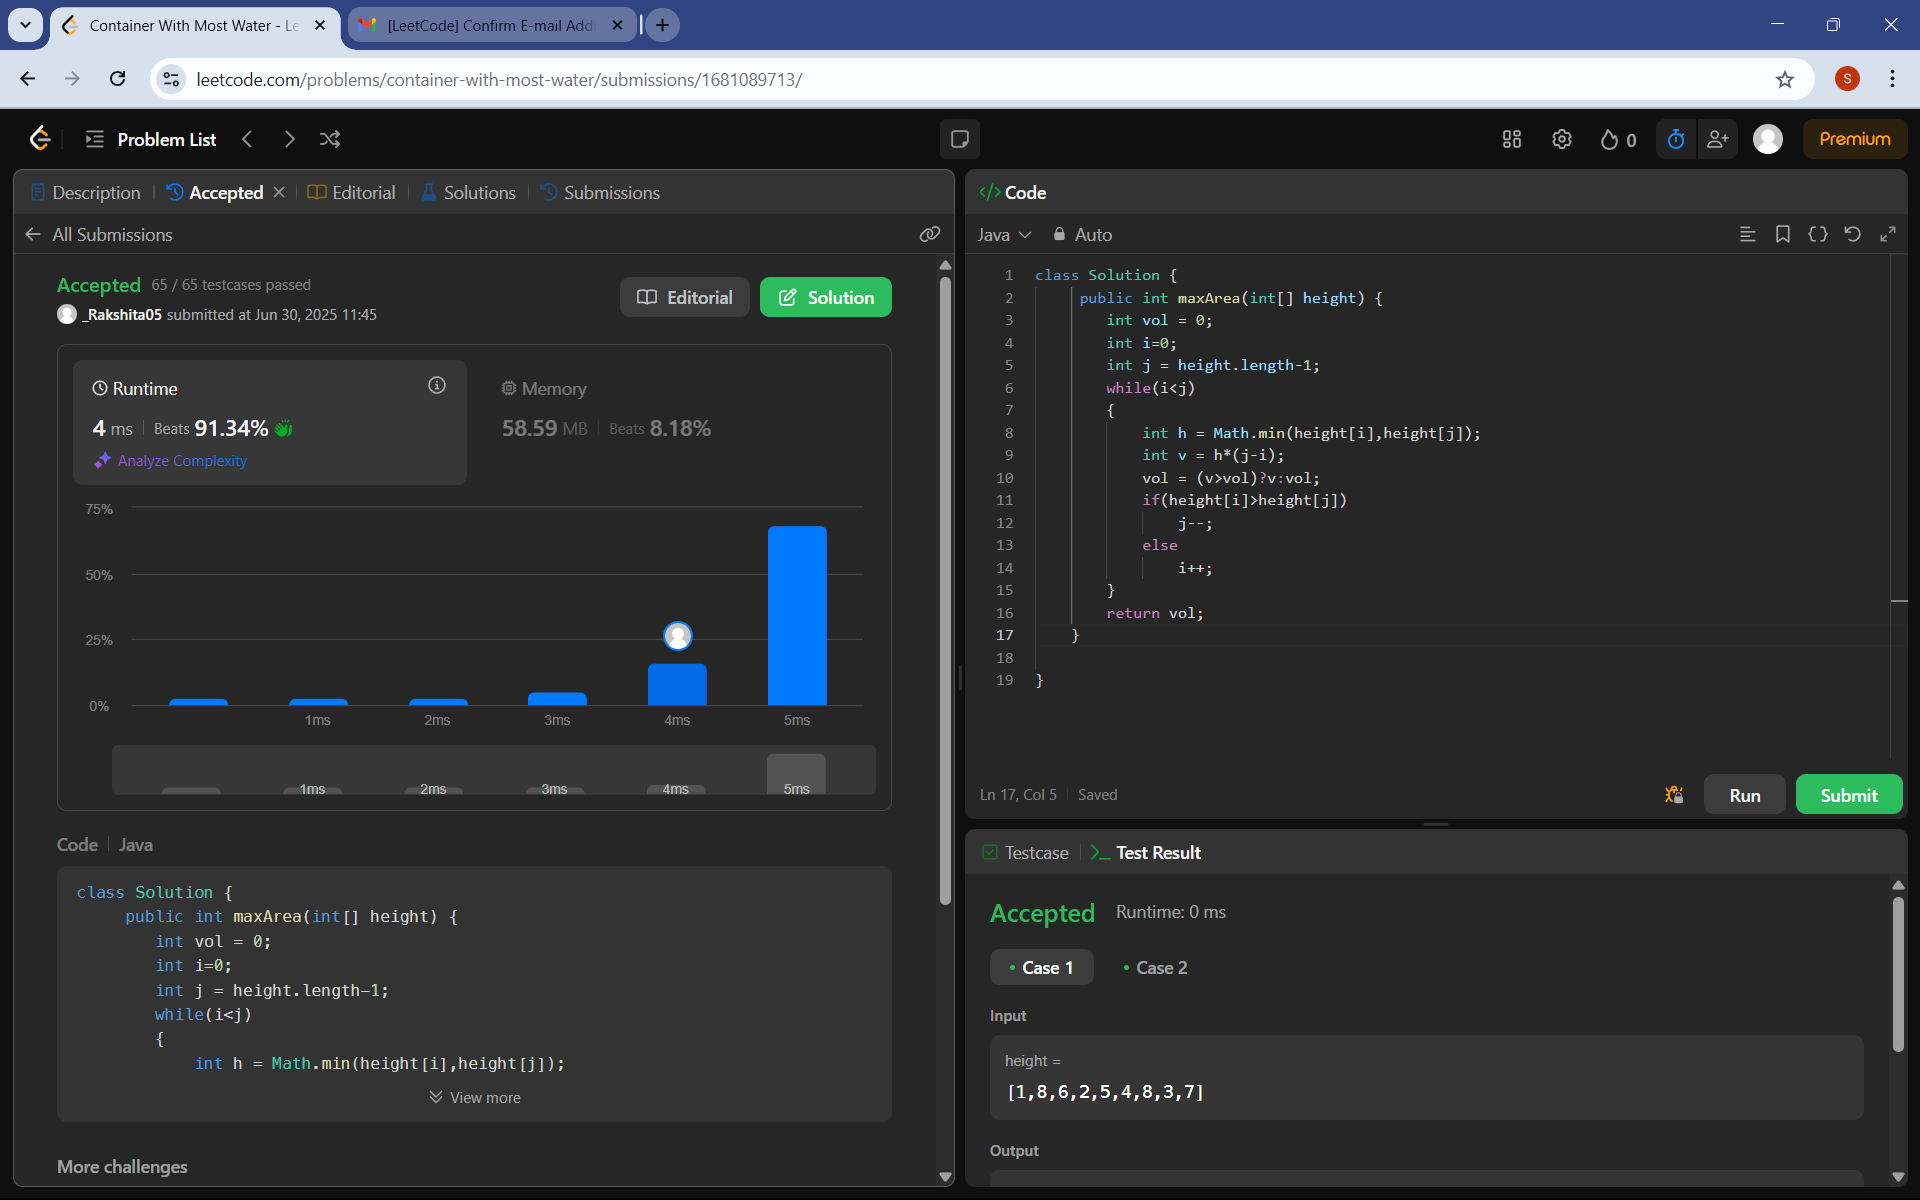 Container With Most Water - Le
[LeetCode] Confirm E-mail Add
leetcode.com/problems/container-with-most-water/submissions/1681089713/
S
Problem List
0
Premium
Description
Accepted
Editorial
Solutions
Submissions
All Submissions
Accepted 65 / 65 testcases passed
_Rakshita05 submitted at Jun 30, 2025 11:45
Editorial
Solution
Runtime
4 ms Beats 91.34%
Analyze Complexity
Memory
58.59 MB Beats 8.18%
75%
50%
25%
0%
1ms 2ms 3ms 4ms 5ms
1ms 2ms 3ms 4ms 5ms
Code Java
class Solution {
public int maxArea(int[] height) {
int vol = 0;
int i=0;
int j = height.length-1;
while(i<j)
{
int h = Math.min(height[i],height[j]);
View more
More challenges
</> Code
Java Auto
1 class Solution {
2 public int maxArea(int[] height) {
3 int vol = 0;
4 int i=0;
5 int j = height.length-1;
6 while(i<j)
7 {
8 int h = Math.min(height[i],height[j]);
9 int v = h*(j-i);
10 vol = (v>vol)?v:vol;
11 if(height[i]>height[j])
12 j--;
13 else
14 i++;
15 }
16 return vol;
17 }
18
19 }
Ln 17, Col 5 Saved
Run
Submit
Testcase
Test Result
Accepted Runtime: 0 ms
Case 1
Case 2
Input
height =
[1,8,6,2,5,4,8,3,7]
Output